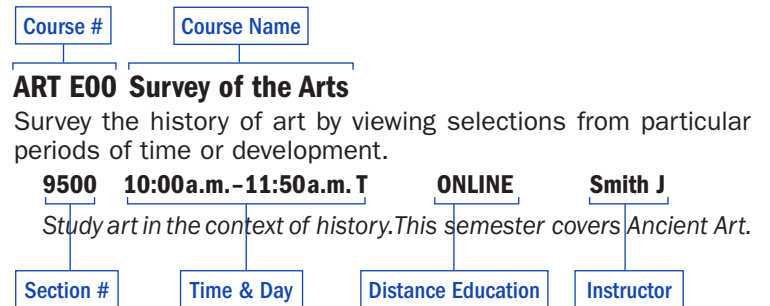 Course # Course Name
ART E00 Survey of the Arts
Survey the history of art by viewing selections from particular
periods of time or development.
9500 10:00a.m.–11:50a.m. T ONLINE Smith J
Study art in the context of history. This semester covers Ancient Art.
Section # Time & Day Distance Education Instructor